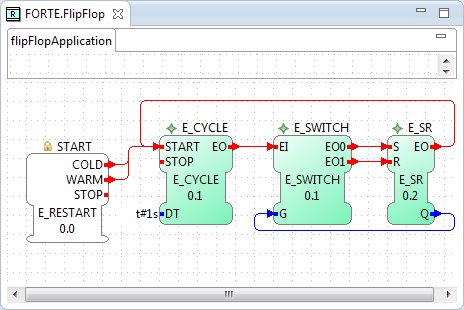 R FORTE.FlipFlop
flipFlopApplication
START
COLD
WARM
STOP
E_RESTART
0.0
E_CYCLE
START EO
STOP
E_CYCLE
0.1
t#1s DT
E_SWITCH
EI EO0
EO1
E_SWITCH
0.1
G
E_SR
S EO
R
E_SR
0.2
Q